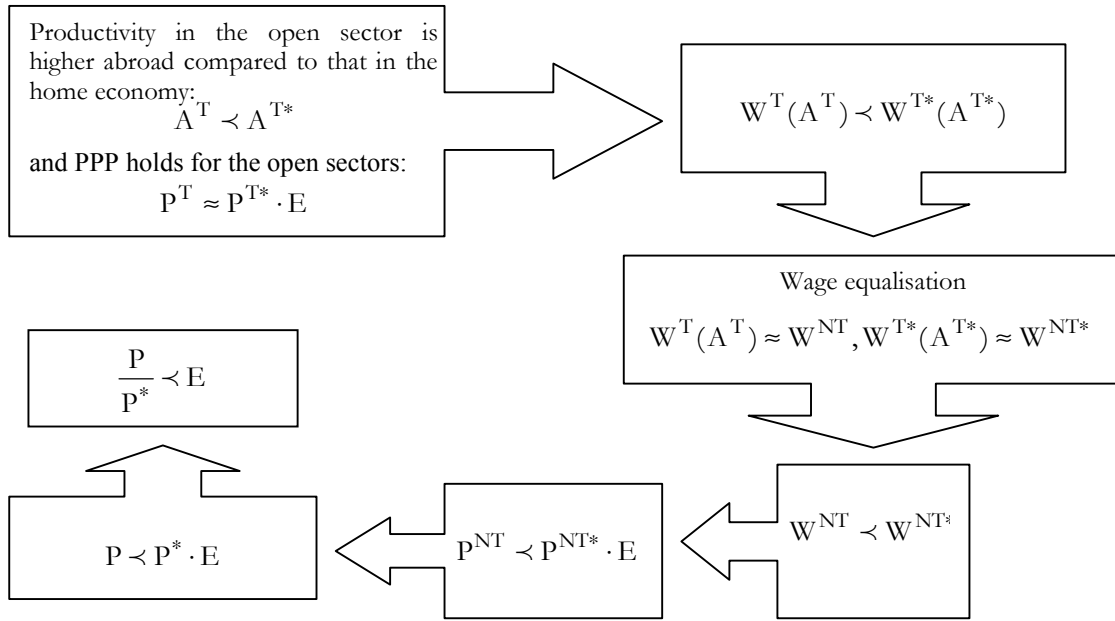 Productivity in the open sector is
higher abroad compared to that in the
home economy:
A^T ≺ A^T*
and PPP holds for the open sectors:
P^T ≈ P^T* · E
W^T(A^T) ≺ W^T*(A^T*)
Wage equalisation
W^T(A^T) ≈ W^NT, W^T*(A^T*) ≈ W^NT*
W^NT ≺ W^NT*
P^NT ≺ P^NT* · E
P ≺ P* · E
P/P* ≺ E